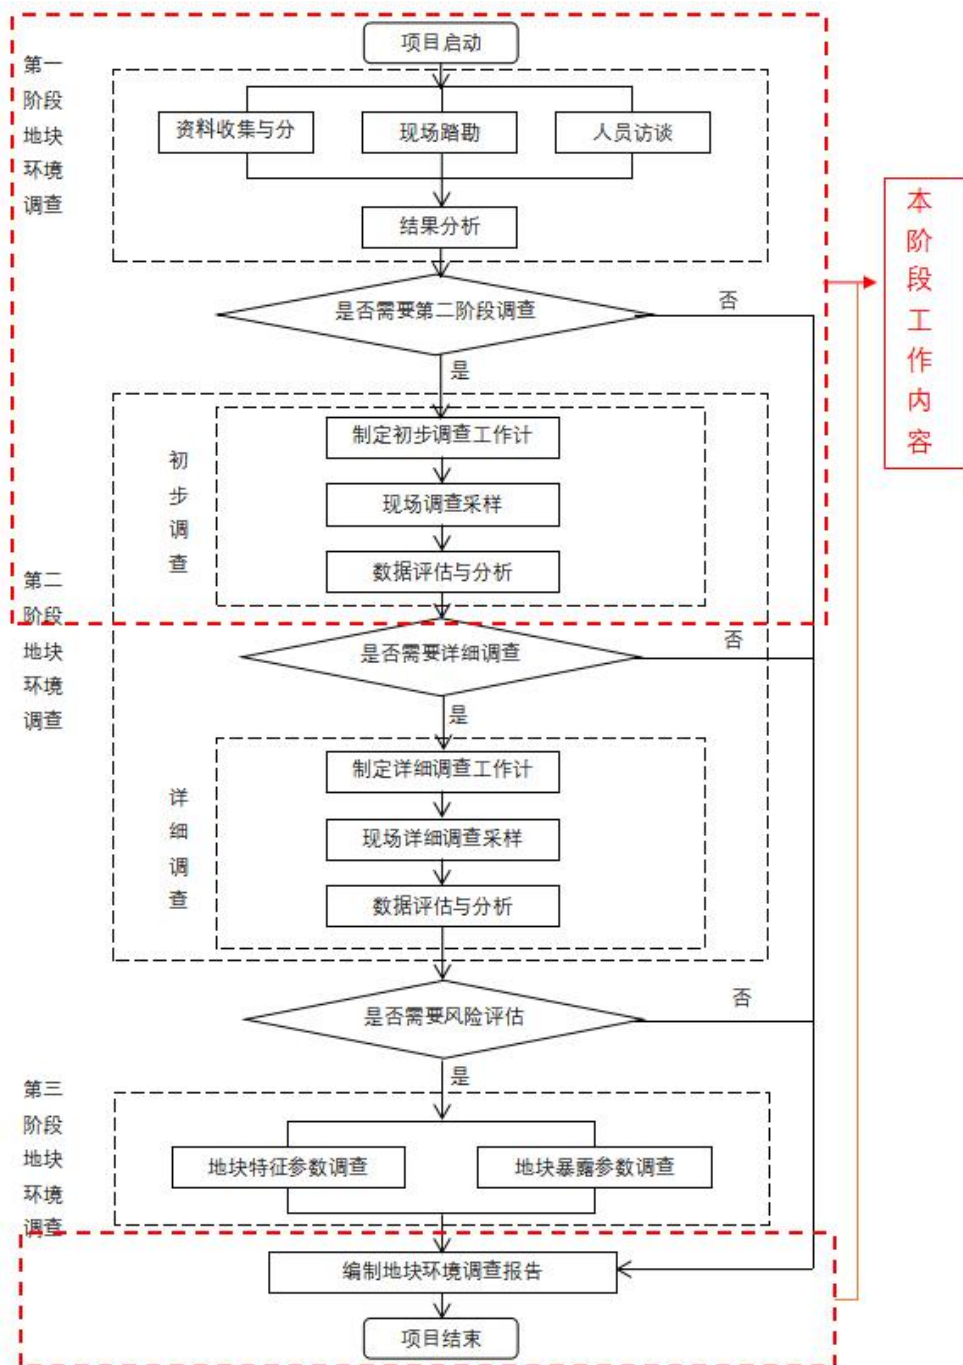 项目启动
第一
阶段
地块
环境
调查
资料收集与分
现场踏勘
人员访谈
结果分析
是否需要第二阶段调查
否
是
本
阶
段
工
作
内
容
初
步
调
查
制定初步调查工作计
现场调查采样
数据评估与分析
第二
阶段
地块
环境
调查
是否需要详细调查
否
是
详
细
调
查
制定详细调查工作计
现场详细调查采样
数据评估与分析
是否需要风险评估
否
是
第三
阶段
地块
环境
调查
地块特征参数调查
地块暴露参数调查
编制地块环境调查报告
项目结束